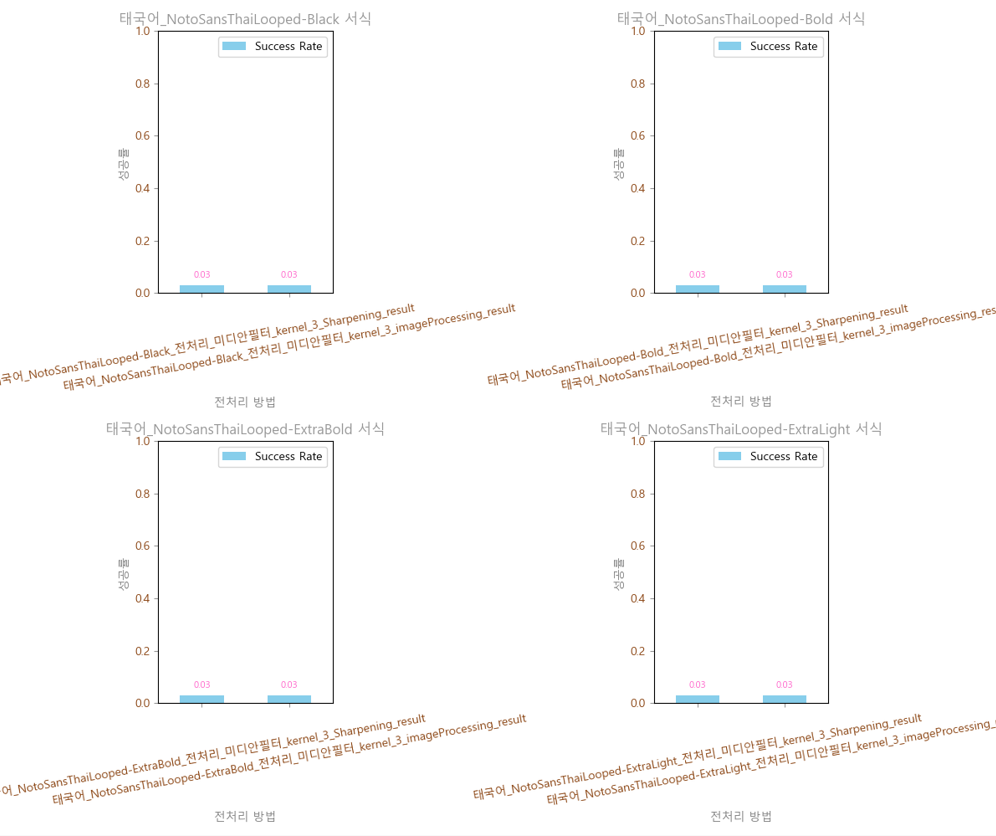 태국어_NotoSansThaiLooped-Black 서식
1.0
Success Rate
0.8
0.6
성공률
0.4
0.2
0.03 0.03
0.0
국어_NotoSansThaiLooped-Black_전처리_미디안필터_kernel_3_Sharpening_result
태국어_NotoSansThaiLooped-Black_전처리_미디안필터_kernel_3_imageProcessing_result
전처리 방법
태국어_NotoSansThaiLooped-Bold 서식
1.0
Success Rate
0.8
0.6
성공률
0.4
0.2
0.03 0.03
0.0
태국어_NotoSansThaiLooped-Bold_전처리_미디안필터_kernel_3_Sharpening_result
태국어_NotoSansThaiLooped-Bold_전처리_미디안필터_kernel_3_imageProcessing_res
전처리 방법
태국어_NotoSansThaiLooped-ExtraBold 서식
1.0
Success Rate
0.8
0.6
성공률
0.4
0.2
0.03 0.03
0.0
어_NotoSansThaiLooped-ExtraBold_전처리_미디안필터_kernel_3_Sharpening_result
태국어_NotoSansThaiLooped-ExtraBold_전처리_미디안필터_kernel_3_imageProcessing_result
전처리 방법
태국어_NotoSansThaiLooped-ExtraLight 서식
1.0
Success Rate
0.8
0.6
성공률
0.4
0.2
0.03 0.03
0.0
태국어_NotoSansThaiLooped-ExtraLight_전처리_미디안필터_kernel_3_Sharpening_result
태국어_NotoSansThaiLooped-ExtraLight_전처리_미디안필터_kernel_3_imageProcessing_
전처리 방법